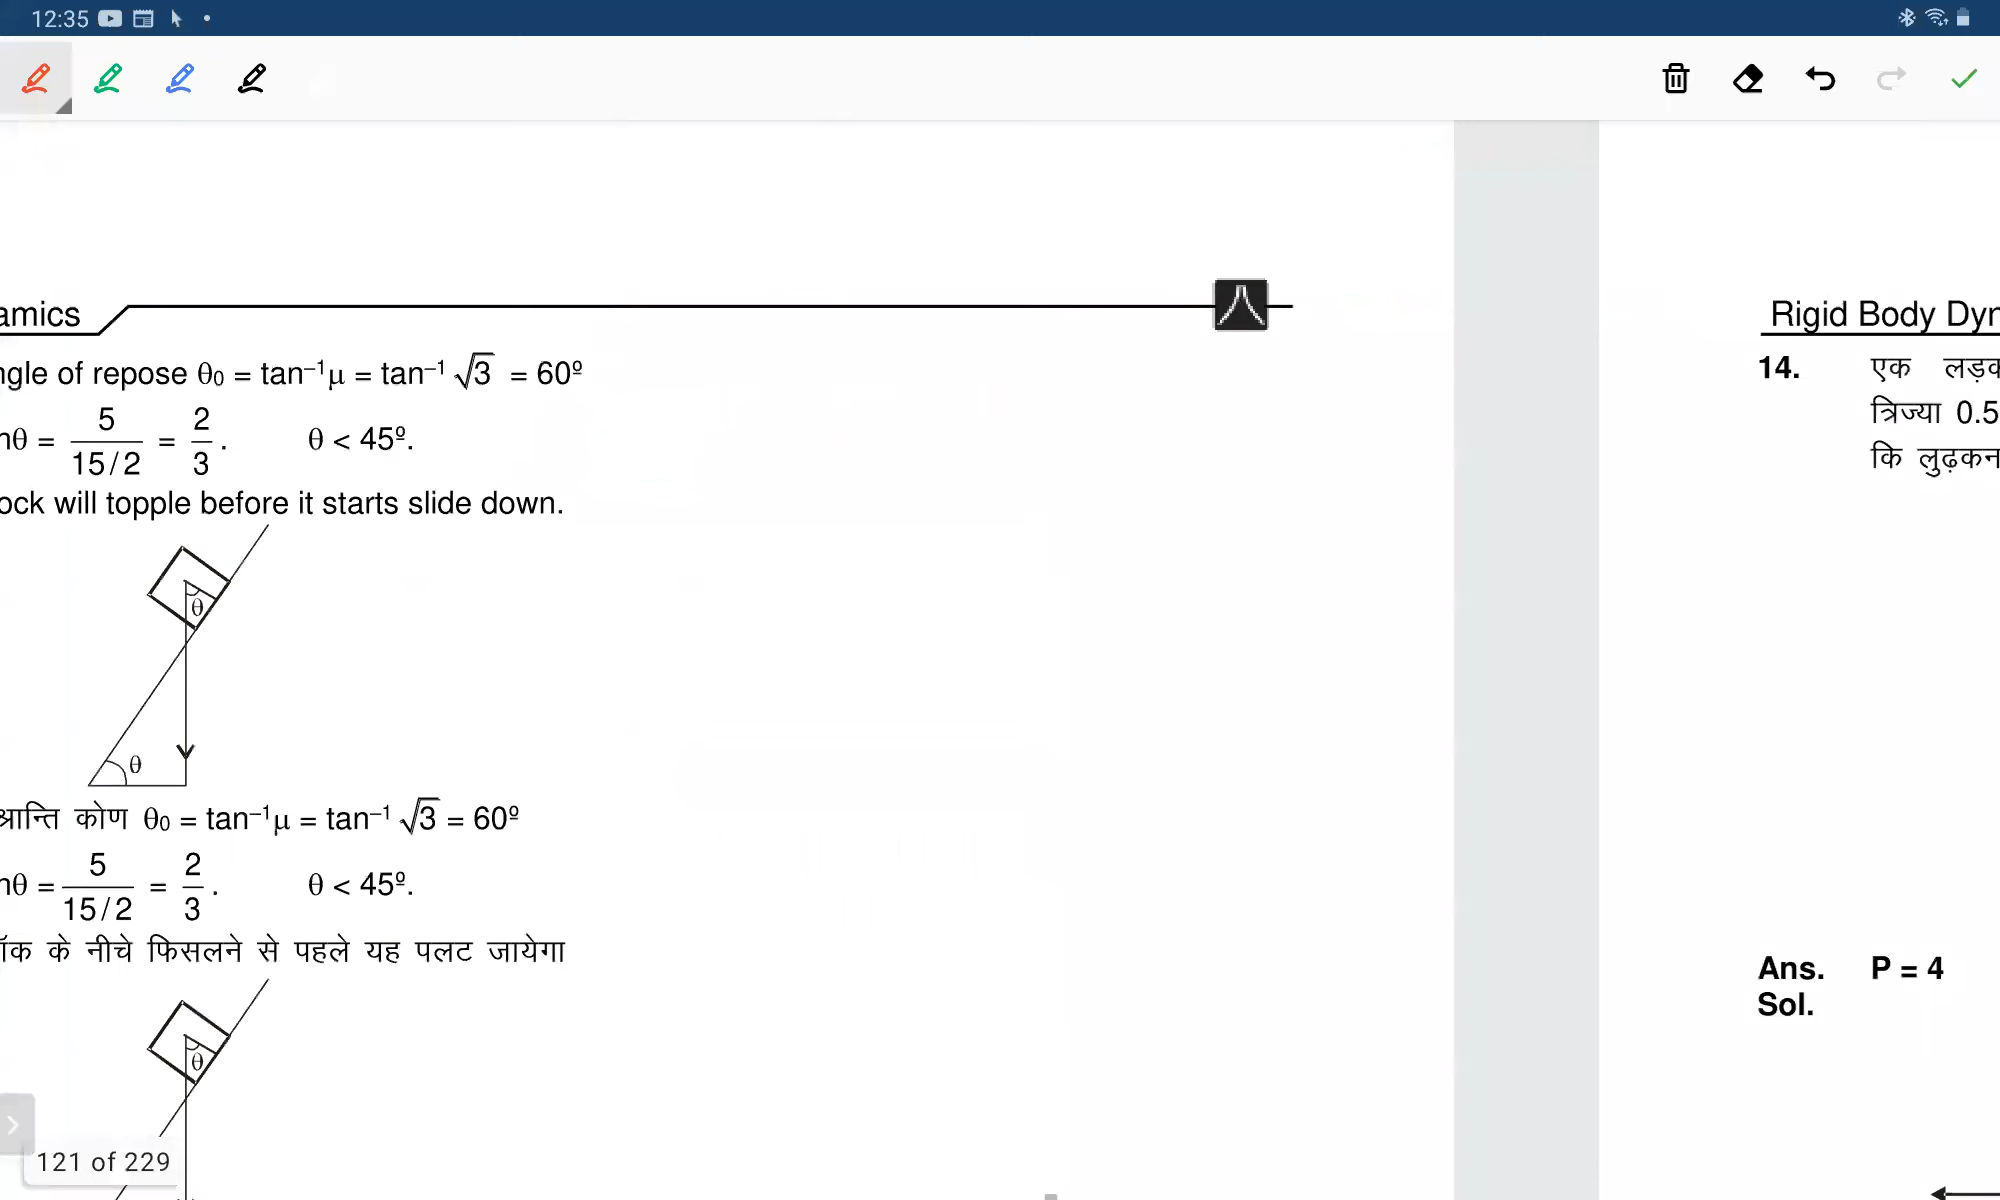 12:35
amics
ngle of repose θ0 = tan–1μ = tan–1 √3 = 60º
nθ = 5 / 15/2 = 2 / 3 . θ < 45º.
ock will topple before it starts slide down.
θ
θ
श्रान्ति कोण θ0 = tan–1μ = tan–1 √3 = 60º
nθ = 5 / 15/2 = 2 / 3 . θ < 45º.
ॉक के नीचे फिसलने से पहले यह पलट जायेगा
θ
121 of 229
Rigid Body Dyn
14. एक लड़क
त्रिज्या 0.5
कि लुढ़कन
Ans. P = 4
Sol.